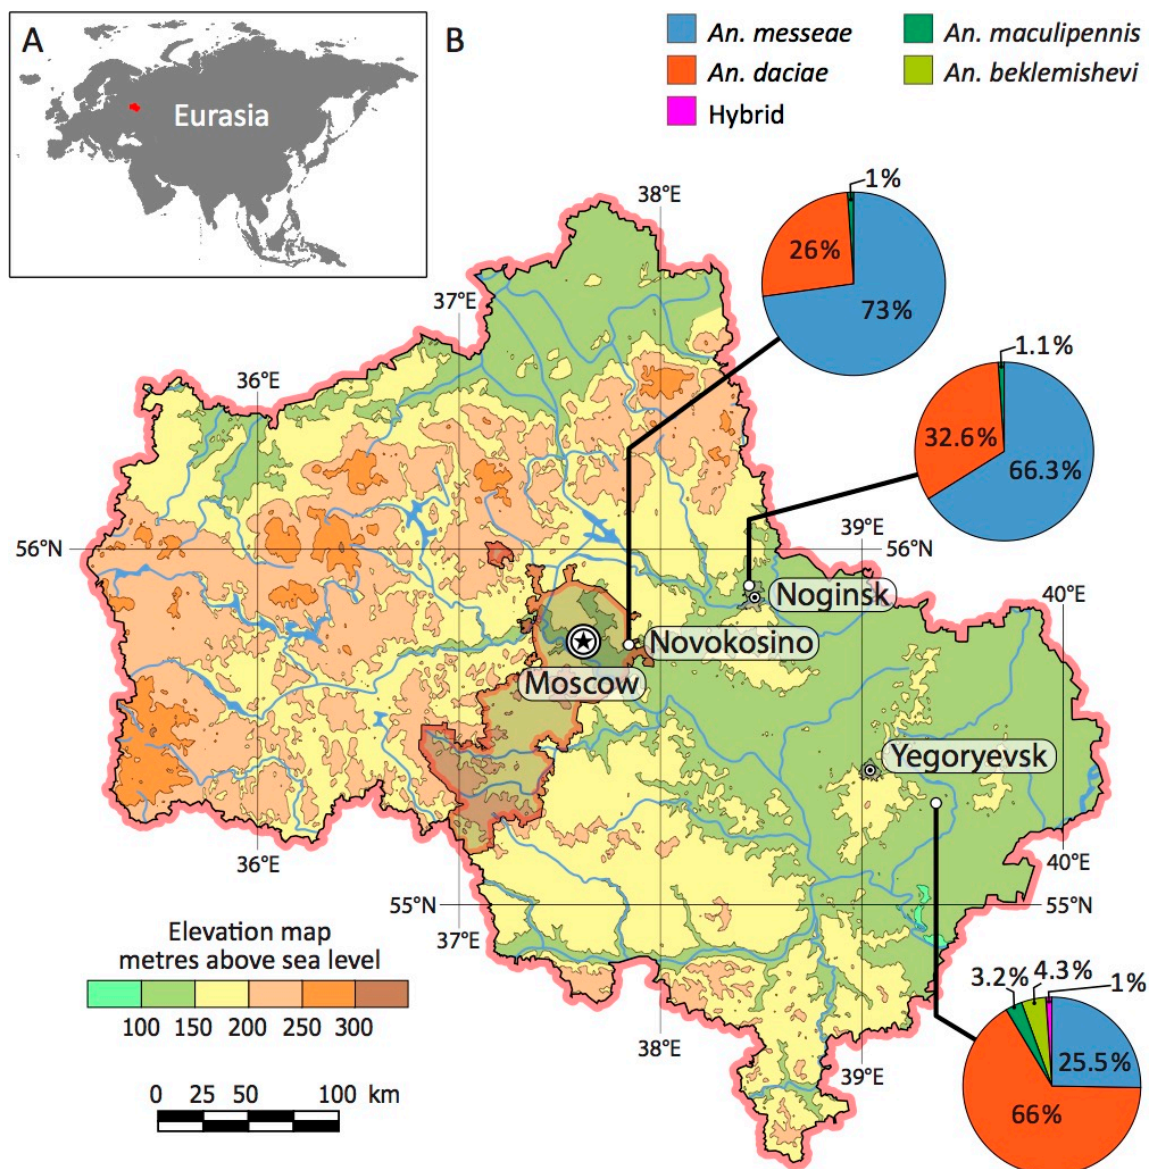 A
Eurasia
B
An. messeae
An. daciae
Hybrid
An. maculipennis
An. beklemishevi
38°E
1%
26%
73%
37°E
1.1%
32.6%
66.3%
36°E
39°E
56°N
56°N
Noginsk
40°E
Novokosino
Moscow
Yegoryevsk
36°E
40°E
55°N
55°N
37°E
Elevation map
metres above sea level
100 150 200 250 300
3.2% 4.3% 1%
25.5%
66%
38°E
39°E
0 25 50 100 km